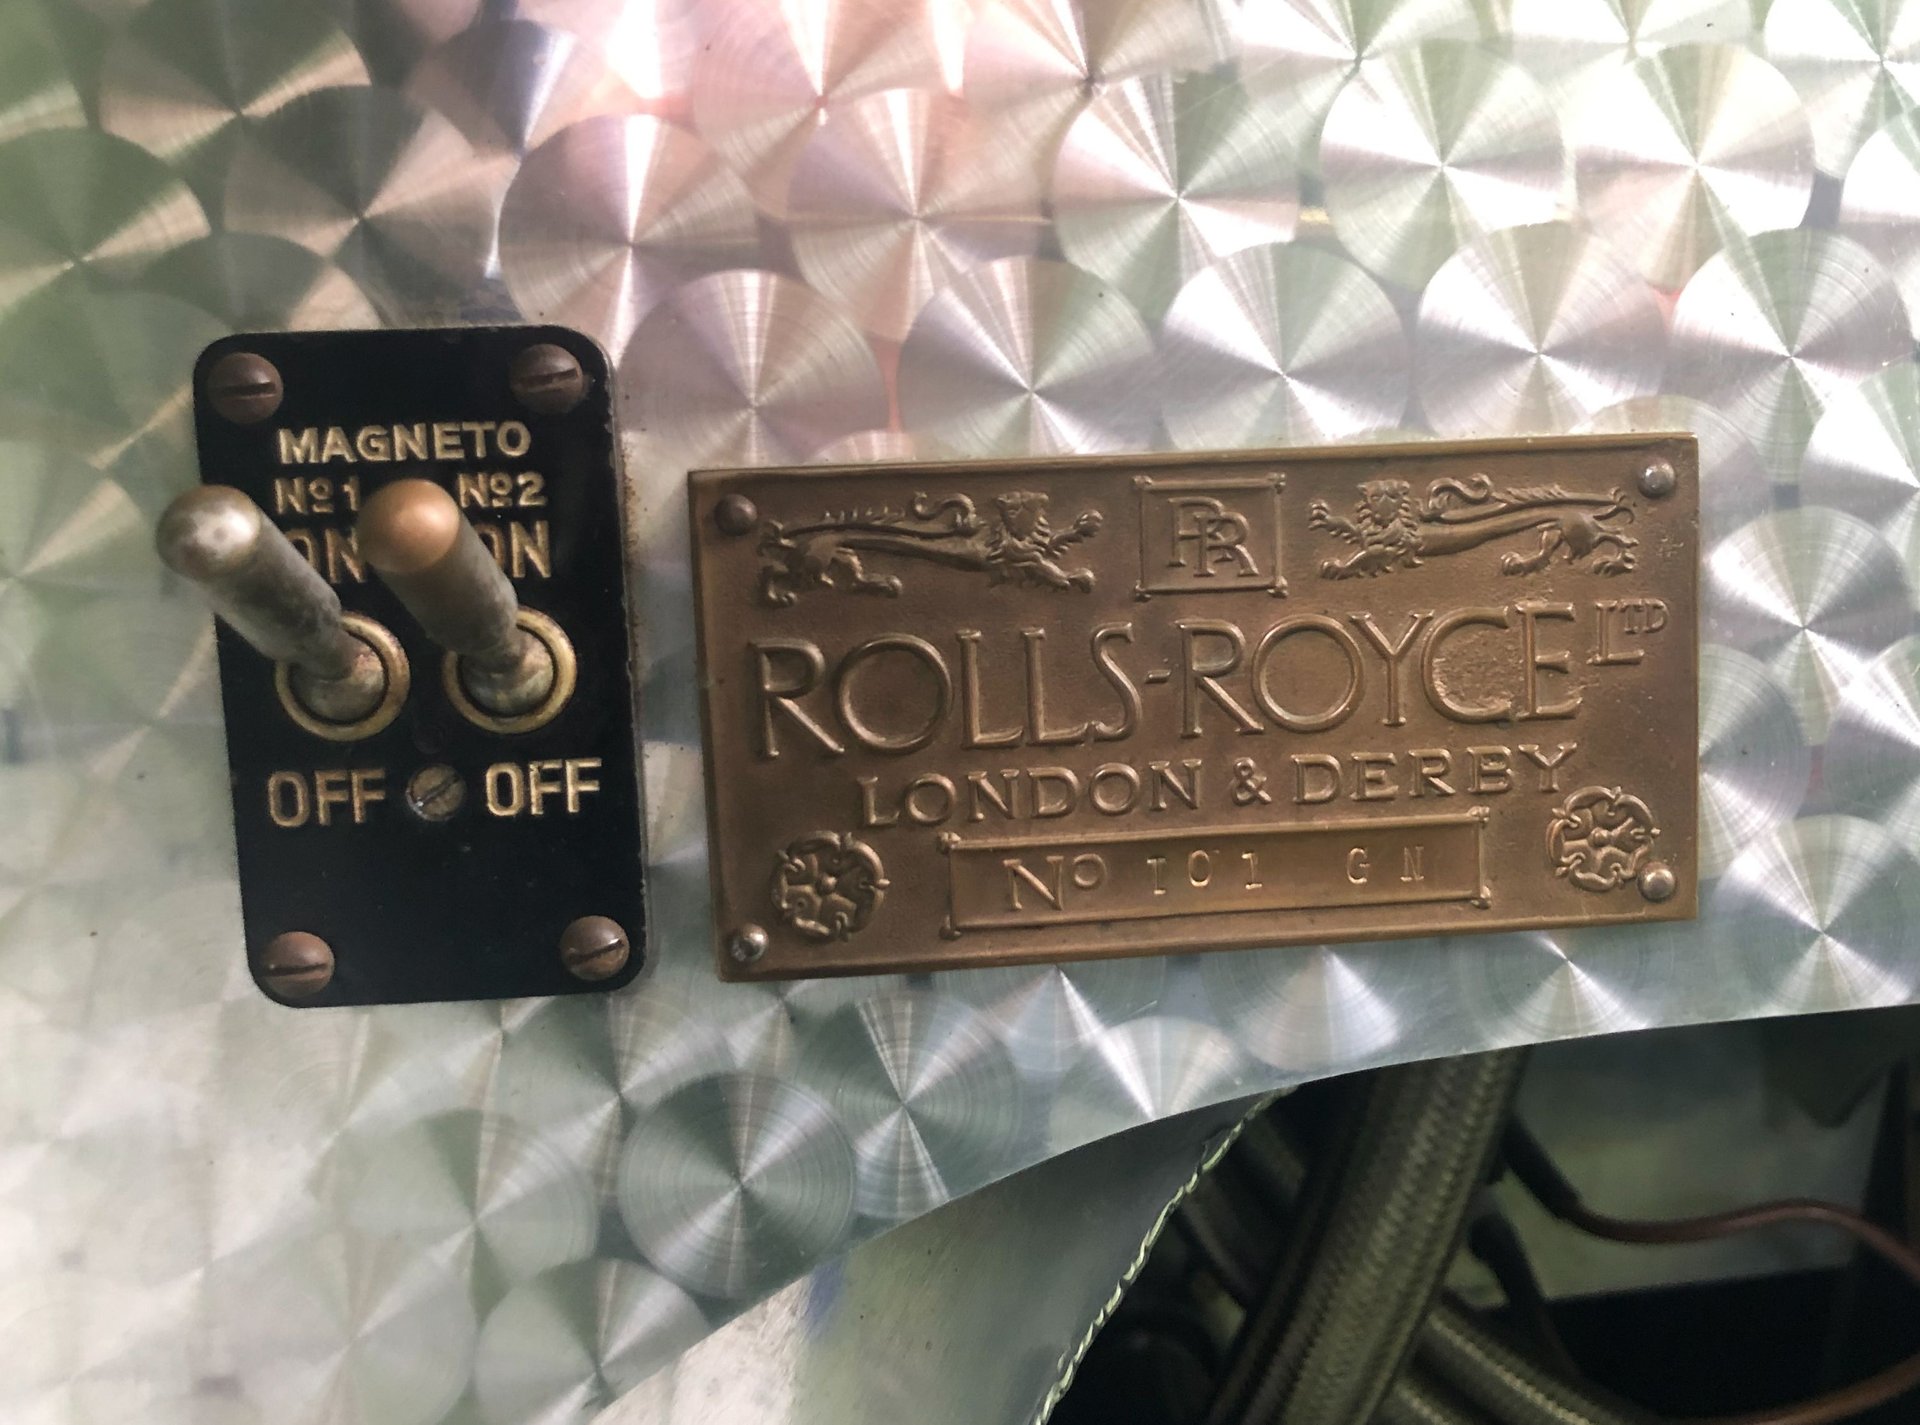 MAGNETO
Nº1 Nº2
ON ON
OFF OFF
RR
ROLLS-ROYCE LTD
LONDON & DERBY
Nº 101 GN